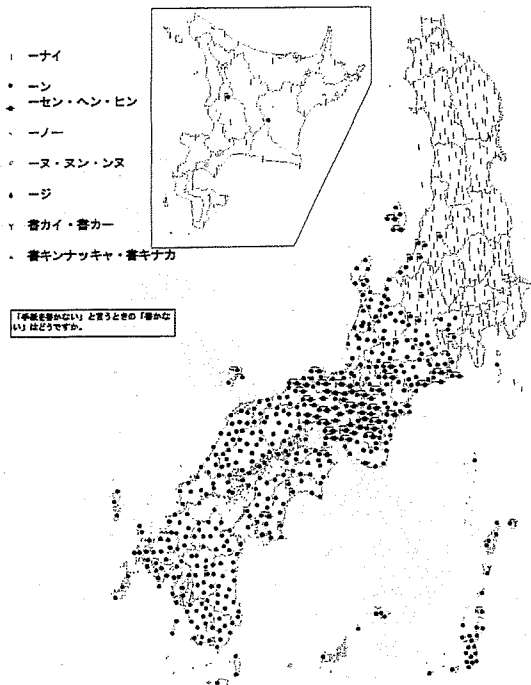 ーナイ
ーン
ーセン・ヘン・ヒン
ーノー
ーヌ・ヌン・ンヌ
ージ
書カイ・書カー
書キンナッキャ・書キナカ
「手紙を書かない」と言うときの「書かな
い」はどうですか。